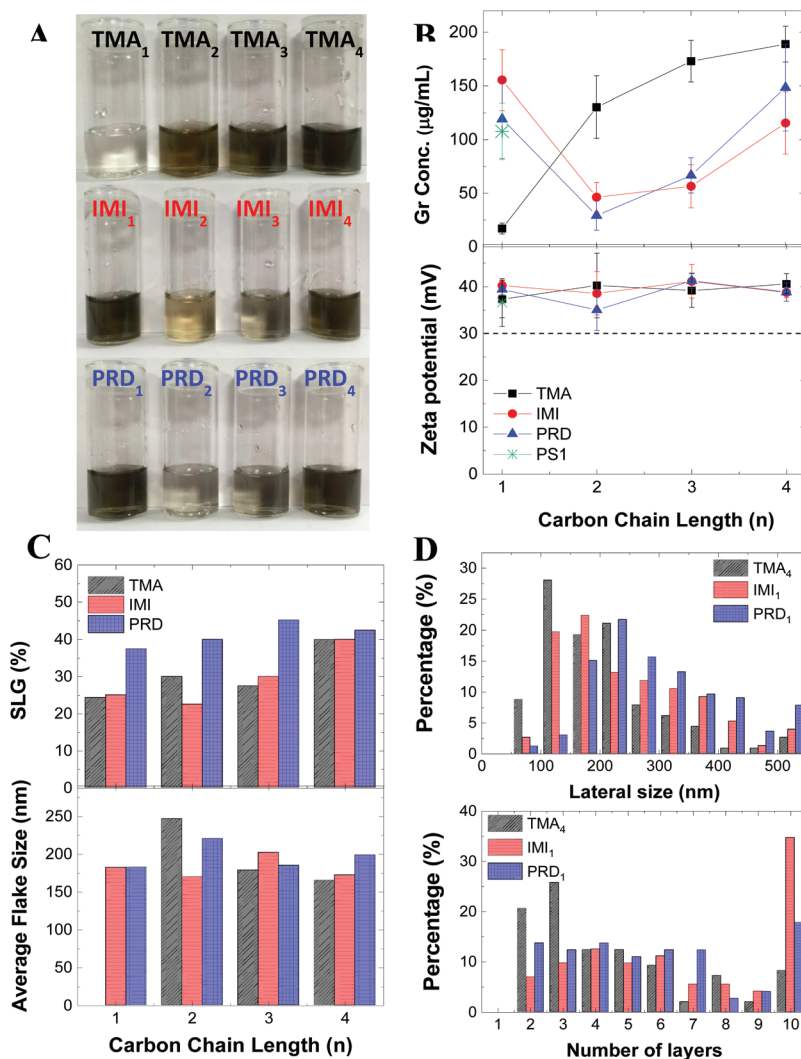 A
TMA1 TMA2 TMA3 TMA4
IMI1 IMI2 IMI3 IMI4
PRD1 PRD2 PRD3 PRD4
B
Gr Conc. (μg/mL)
200
150
100
50
0
Zeta potential (mV)
40
30
20
10
0
TMA
IMI
PRD
PS1
1 2 3 4
Carbon Chain Length (n)
C
SLG (%)
60
50
40
30
20
10
0
TMA
IMI
PRD
Average Flake Size (nm)
250
200
150
100
50
0
1 2 3 4
Carbon Chain Length (n)
D
Percentage (%)
30
25
20
15
10
5
0
TMA4
IMI1
PRD1
0 100 200 300 400 500
Lateral size (nm)
Percentage (%)
40
30
20
10
0
TMA4
IMI1
PRD1
1 2 3 4 5 6 7 8 9 10
Number of layers